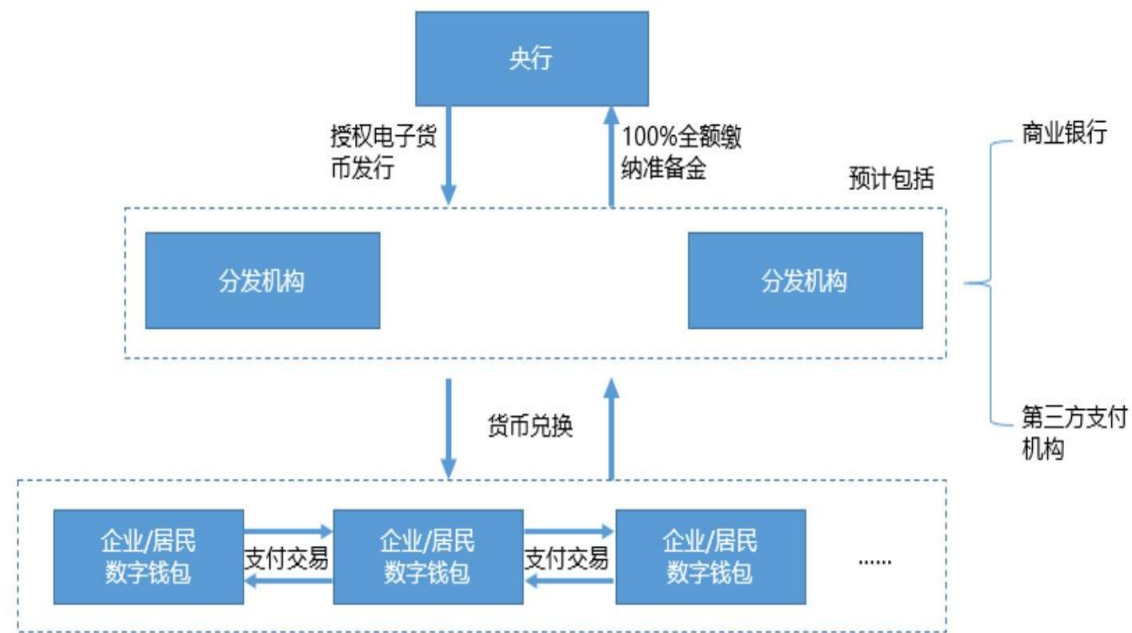 央行
授权电子货
币发行
100%全额缴
纳准备金
商业银行
预计包括
分发机构
分发机构
货币兑换
第三方支付
机构
企业/居民
数字钱包
支付交易
企业/居民
数字钱包
支付交易
企业/居民
数字钱包
......